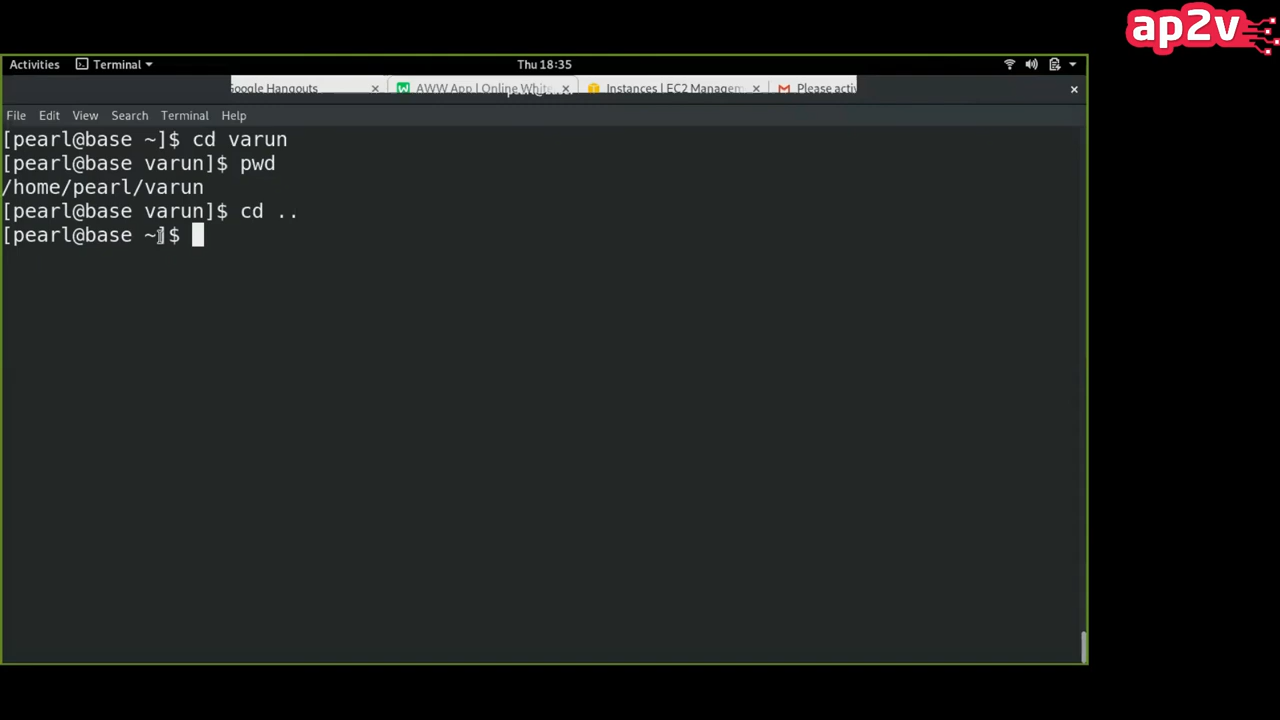 ap2v
Activities Terminal Thu 18:35
Google Hangouts × AWW App | Online Whit × Instances | EC2 Managem × Please activ ×
File Edit View Search Terminal Help
[pearl@base ~]$ cd varun
[pearl@base varun]$ pwd
/home/pearl/varun
[pearl@base varun]$ cd ..
[pearl@base ~]$